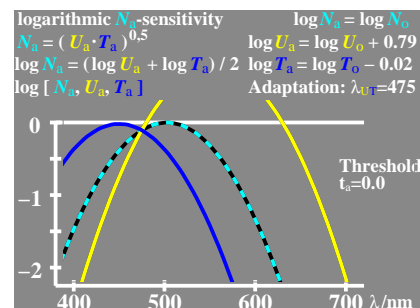 logarithmic Nₐ-sensitivity
log Nₐ = log Nₒ
Nₐ = ( Uₐ·Tₐ )^0,5
log Uₐ = log Uₒ + 0.79
log Nₐ = (log Uₐ + log Tₐ) / 2
log Tₐ = log Tₒ − 0.02
log [ Nₐ, Uₐ, Tₐ ]
Adaptation: λUT=475
0
Threshold
tₐ=0.0
−1
−2
400 500 600 700 λ/nm